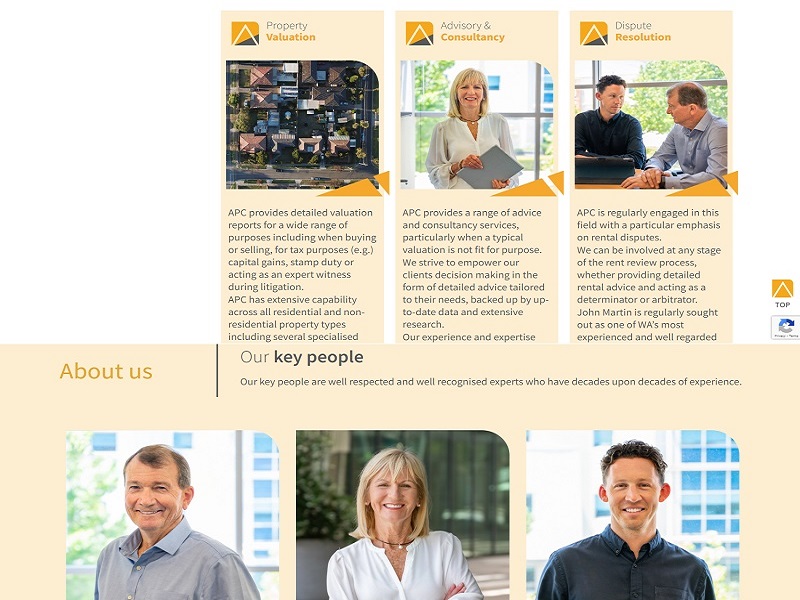 Property
Valuation
Advisory &
Consultancy
Dispute
Resolution
APC provides detailed valuation
reports for a wide range of
purposes including when buying
or selling, for tax purposes (e.g.)
capital gains, stamp duty or
acting as an expert witness
during litigation.
APC has extensive capability
across all residential and non-
residential property types
including several specialised
APC provides a range of advice
and consultancy services,
particularly when a typical
valuation is not fit for purpose.
We strive to empower our
clients decision making in the
form of detailed advice tailored
to their needs, backed up by up-
to-date data and extensive
research.
Our experience and expertise
APC is regularly engaged in this
field with a particular emphasis
on rental disputes.
We can be involved at any stage
of the rent review process,
whether providing detailed
rental advice and acting as a
determinator or arbitrator.
John Martin is regularly sought
out as one of WA's most
experienced and well regarded
TOP
Privacy - Terms
About us
Our key people
Our key people are well respected and well recognised experts who have decades upon decades of experience.